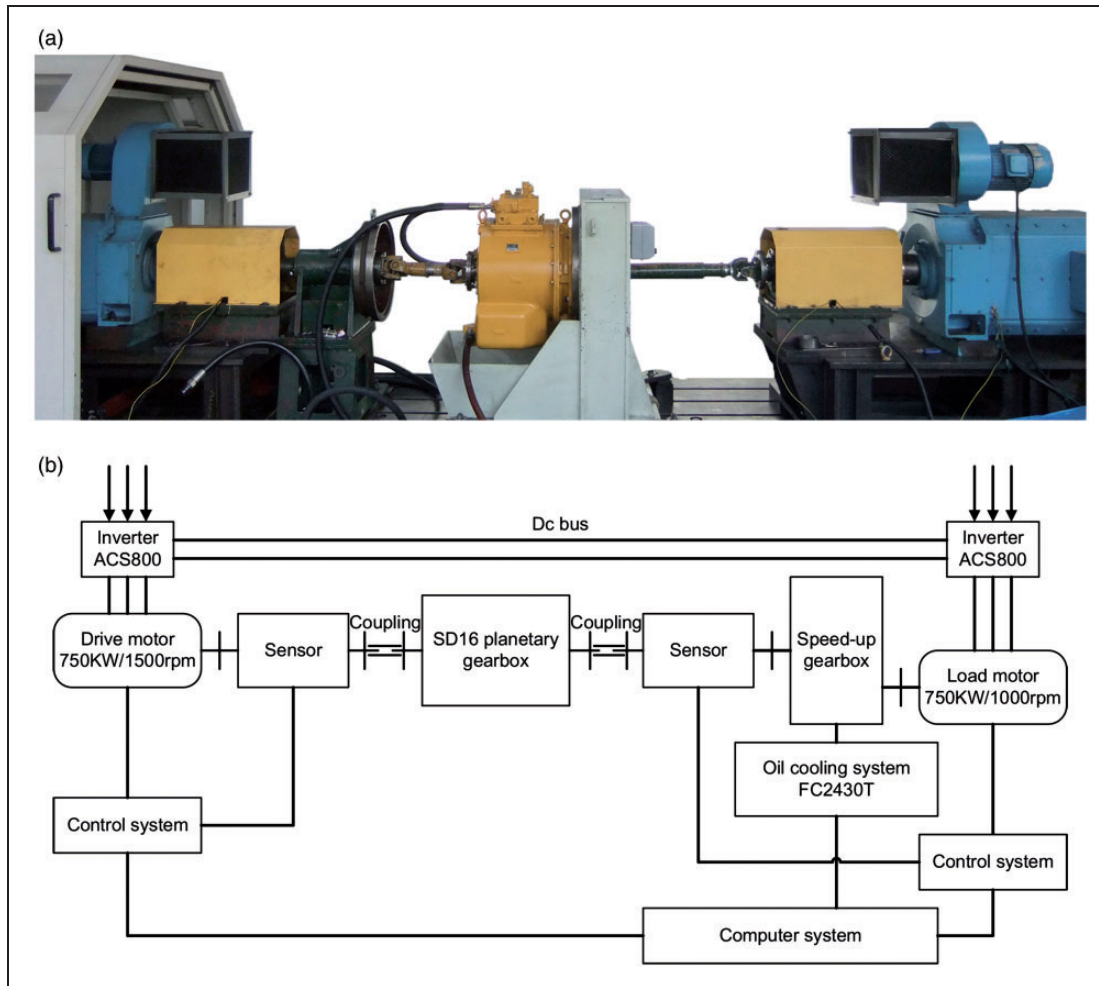 (a)
(b)
Dc bus
Inverter
ACS800
Inverter
ACS800
Drive motor
750KW/1500rpm
Sensor
Coupling
SD16 planetary
gearbox
Coupling
Sensor
Speed-up
gearbox
Load motor
750KW/1000rpm
Oil cooling system
FC2430T
Control system
Control system
Computer system